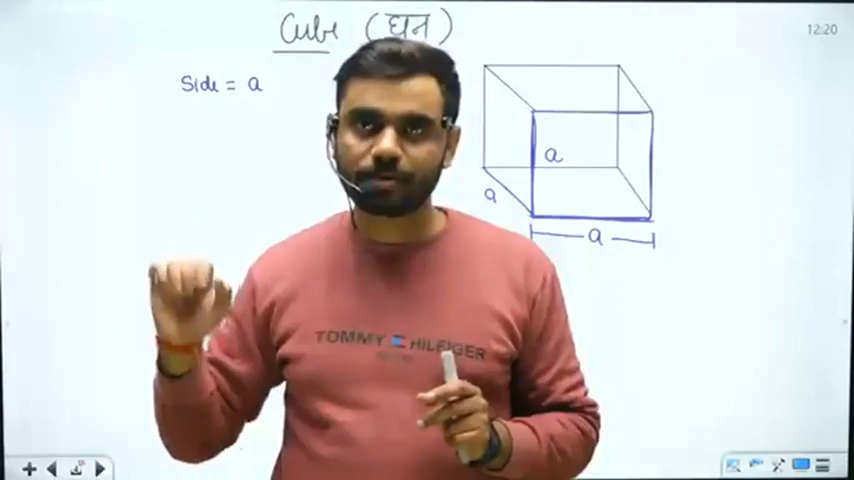 Cube (घन)
12:20
Side = a
a
a
a
TOMMY HILFIGER